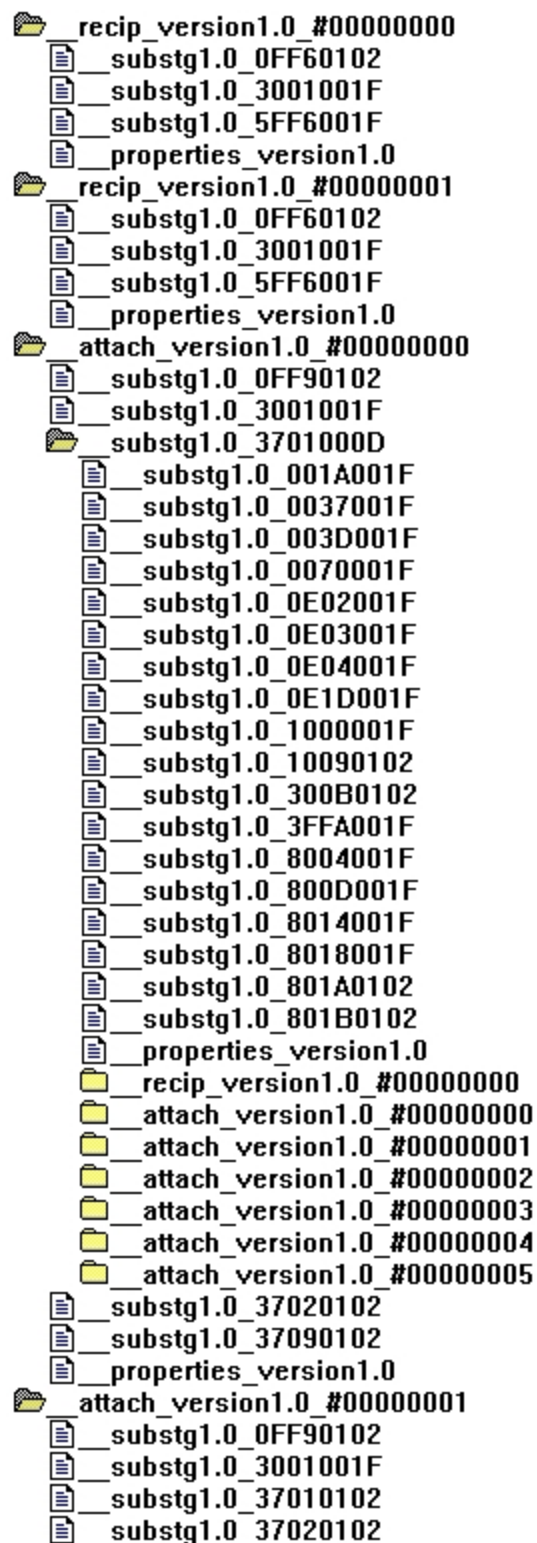 __recip_version1.0_#00000000
__substg1.0_0FF60102
__substg1.0_3001001F
__substg1.0_5FF6001F
__properties_version1.0
__recip_version1.0_#00000001
__substg1.0_0FF60102
__substg1.0_3001001F
__substg1.0_5FF6001F
__properties_version1.0
__attach_version1.0_#00000000
__substg1.0_0FF90102
__substg1.0_3001001F
__substg1.0_3701000D
__substg1.0_001A001F
__substg1.0_0037001F
__substg1.0_003D001F
__substg1.0_0070001F
__substg1.0_0E02001F
__substg1.0_0E03001F
__substg1.0_0E04001F
__substg1.0_0E1D001F
__substg1.0_1000001F
__substg1.0_10090102
__substg1.0_300B0102
__substg1.0_3FFA001F
__substg1.0_8004001F
__substg1.0_800D001F
__substg1.0_8014001F
__substg1.0_8018001F
__substg1.0_801A0102
__substg1.0_801B0102
__properties_version1.0
__recip_version1.0_#00000000
__attach_version1.0_#00000000
__attach_version1.0_#00000001
__attach_version1.0_#00000002
__attach_version1.0_#00000003
__attach_version1.0_#00000004
__attach_version1.0_#00000005
__substg1.0_37020102
__substg1.0_37090102
__properties_version1.0
__attach_version1.0_#00000001
__substg1.0_0FF90102
__substg1.0_3001001F
__substg1.0_37010102
__substg1.0_37020102